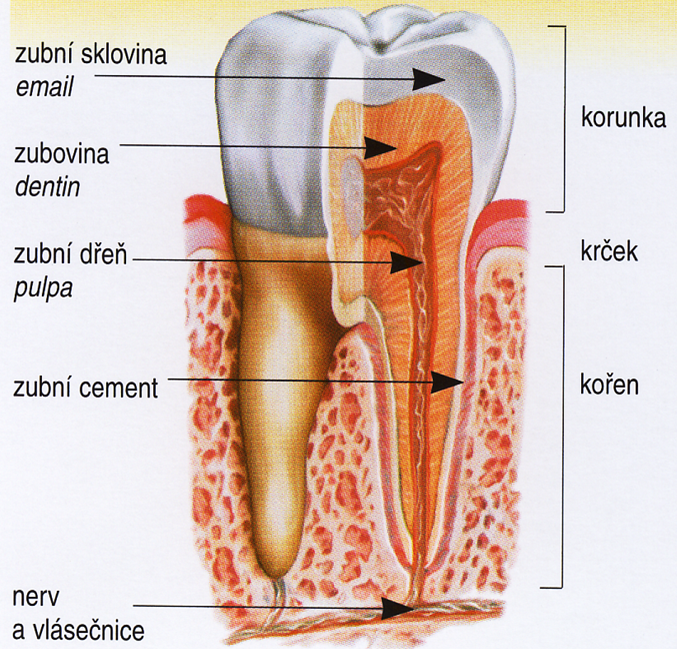 zubní sklovina
email
zubovina
dentin
zubní dřeň
pulpa
zubní cement
nerv
a vlásečnice
korunka
krček
kořen